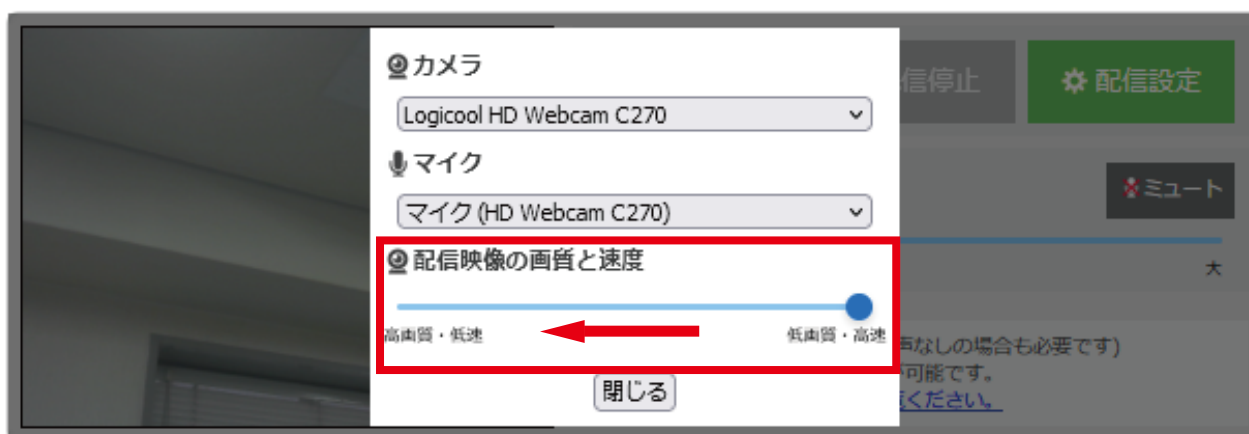 カメラ
Logicool HD Webcam C270
マイク
マイク (HD Webcam C270)
配信映像の画質と速度
高画質・低速
低画質・高速
閉じる
信停止
配信設定
ミュート
大
声なしの場合も必要です)
可能です。
ください。